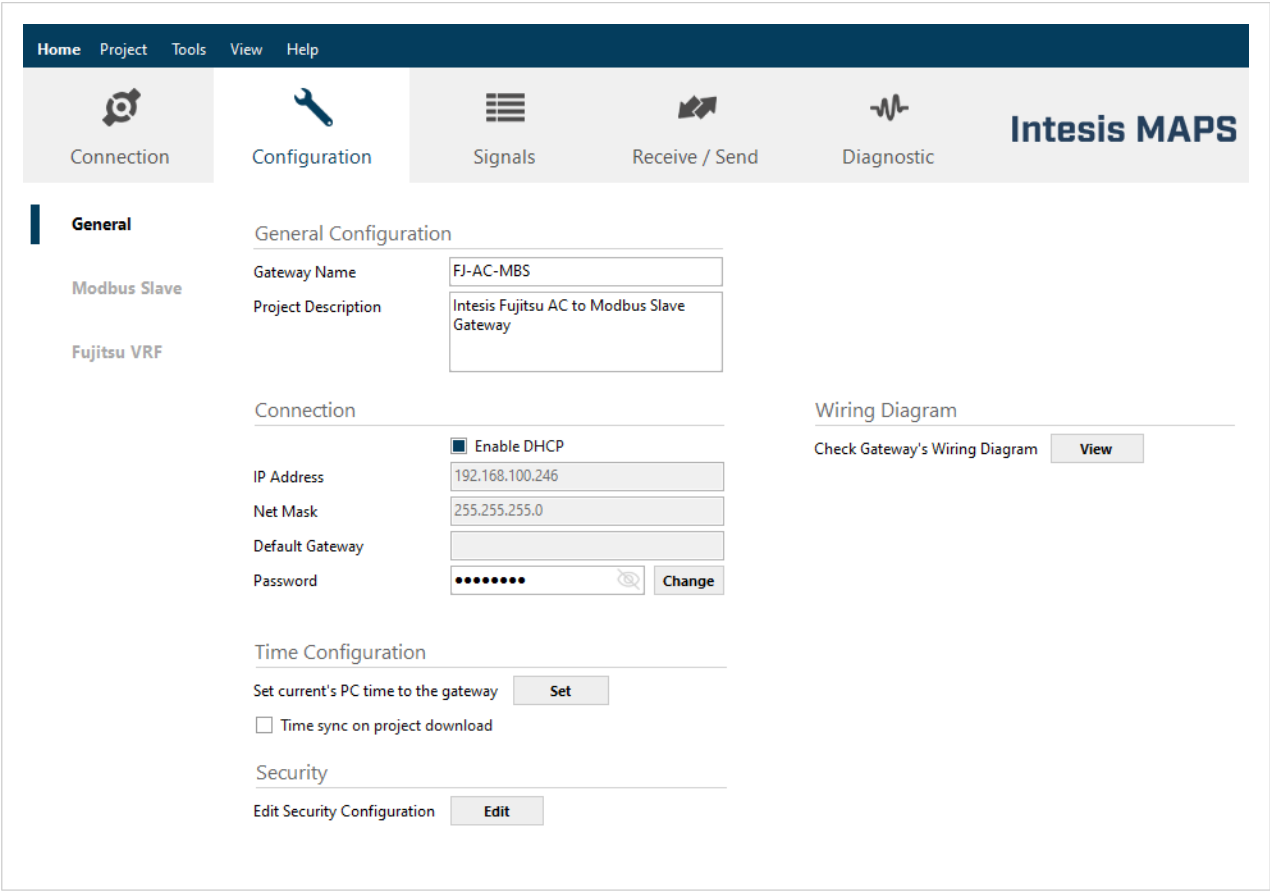 Home Project Tools View Help
Connection Configuration Signals Receive / Send Diagnostic
Intesis MAPS
General
Modbus Slave
Fujitsu VRF
General Configuration
Gateway Name FJ-AC-MBS
Project Description Intesis Fujitsu AC to Modbus Slave
Gateway
Connection
Enable DHCP
IP Address 192.168.100.246
Net Mask 255.255.255.0
Default Gateway
Password ●●●●●●●● Change
Wiring Diagram
Check Gateway's Wiring Diagram View
Time Configuration
Set current's PC time to the gateway Set
Time sync on project download
Security
Edit Security Configuration Edit